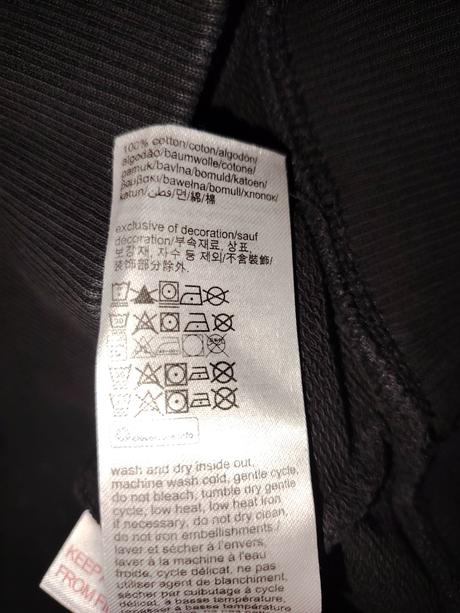 100% cotton/coton/algodón/
algodão/baumwolle/cotone/
pamuk/bavlna/bomuld/katoen/
βαμβάκι/bawełna/bomull/хлопок/
katun/قطن/면/綿/棉
exclusive of decoration/sauf
décoration/부속재료, 상표,
보강재, 자수 등 제외/不含裝飾/
装饰部分除外.
wash and dry inside out,
machine wash cold, gentle cycle,
do not bleach, tumble dry gentle
cycle, low heat, low heat iron
if necessary, do not dry clean,
do not iron embellishments./
laver et sécher à l'envers,
laver à la machine à l'eau
froide, cycle délicat, ne pas
utiliser agent de blanchiment,
sécher par culbutage à cycle
délicat, à basse température,
à basse température
KEEP
FROM FI